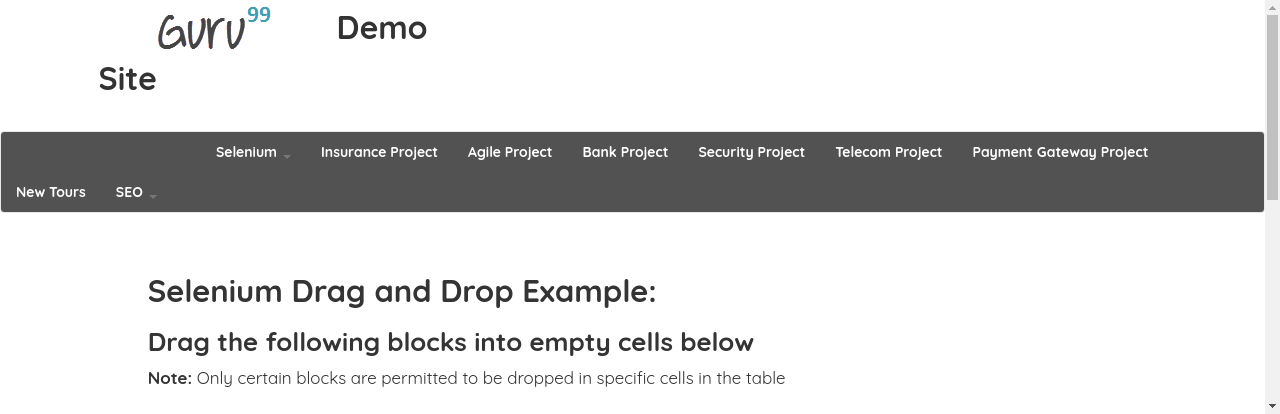 Guru99 Demo
Site
Selenium Insurance Project Agile Project Bank Project Security Project Telecom Project Payment Gateway Project
New Tours SEO
Selenium Drag and Drop Example:
Drag the following blocks into empty cells below
Note: Only certain blocks are permitted to be dropped in specific cells in the table